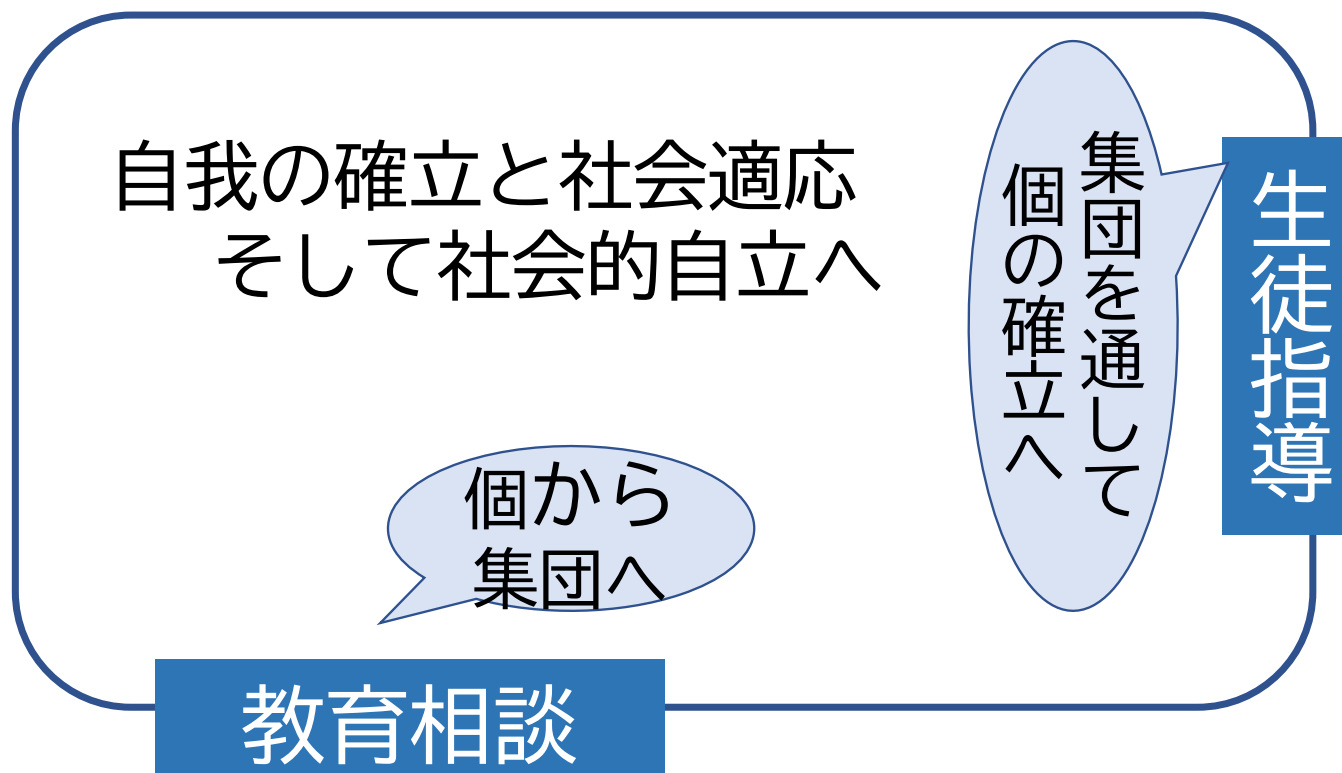 自我の確立と社会適応
そして社会的自立へ
集団を通して
個の確立へ
生徒指導
個から
集団へ
教育相談